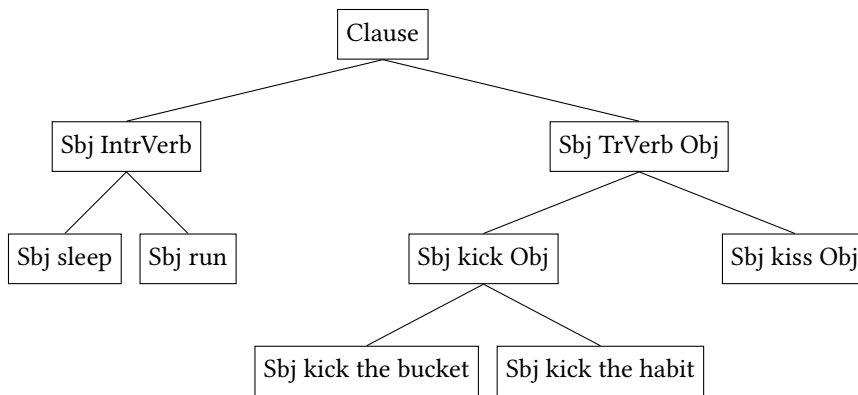 Clause
Sbj IntrVerb
Sbj TrVerb Obj
Sbj sleep
Sbj run
Sbj kick Obj
Sbj kiss Obj
Sbj kick the bucket
Sbj kick the habit